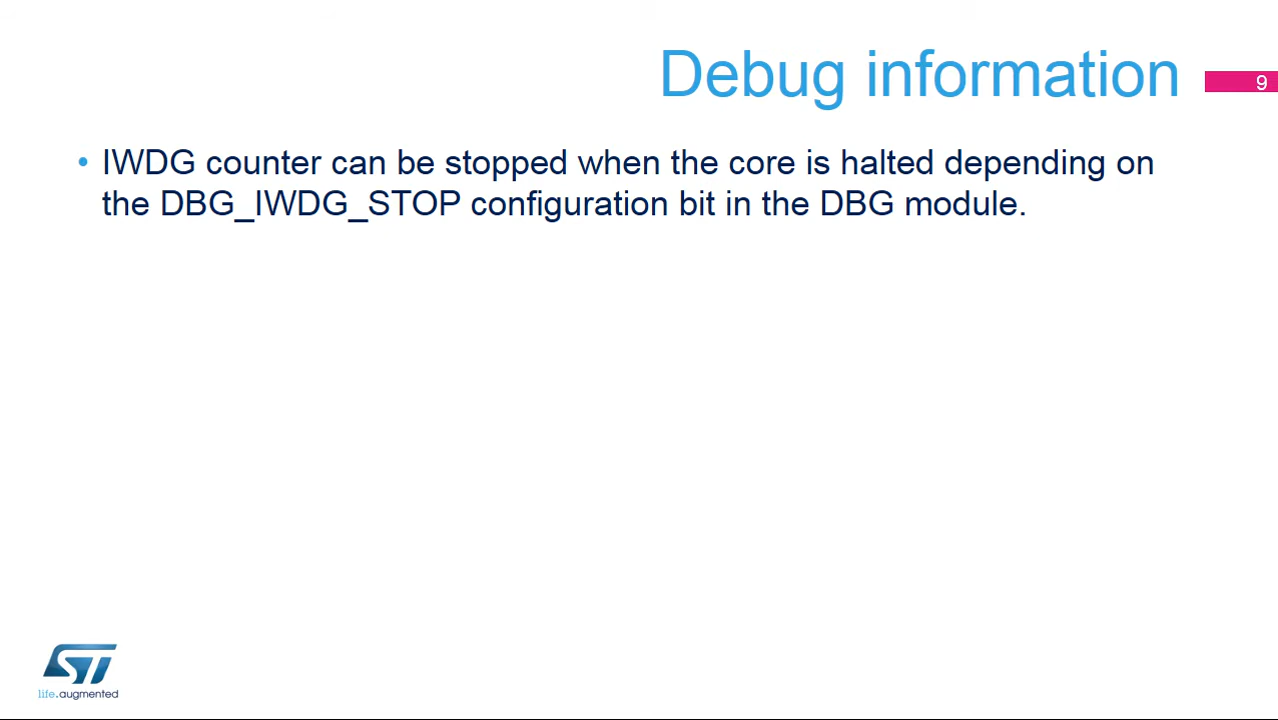 Debug information
9
• IWDG counter can be stopped when the core is halted depending on
the DBG_IWDG_STOP configuration bit in the DBG module.
ST
life.augmented